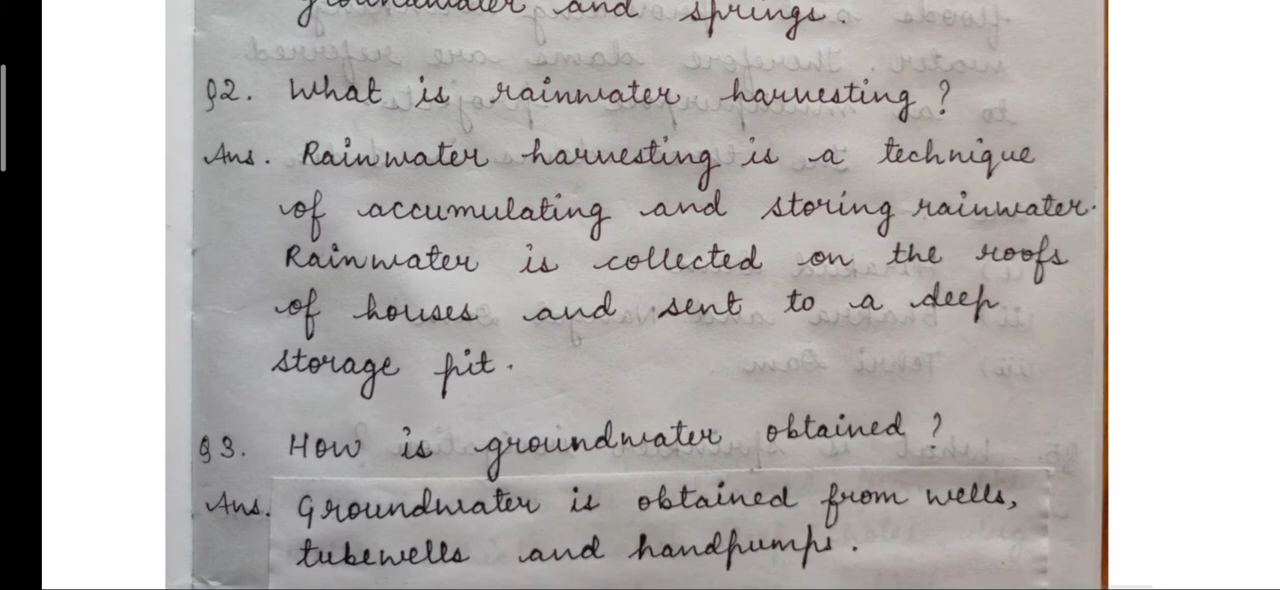 groundwater and springs.
Q2. What is rainwater harvesting ?
Ans. Rainwater harvesting is a technique
of accumulating and storing rainwater.
Rainwater is collected on the roofs
of houses and sent to a deep
storage pit.
Q3. How is groundwater obtained ?
Ans. Groundwater is obtained from wells,
tubewells and handpumps.